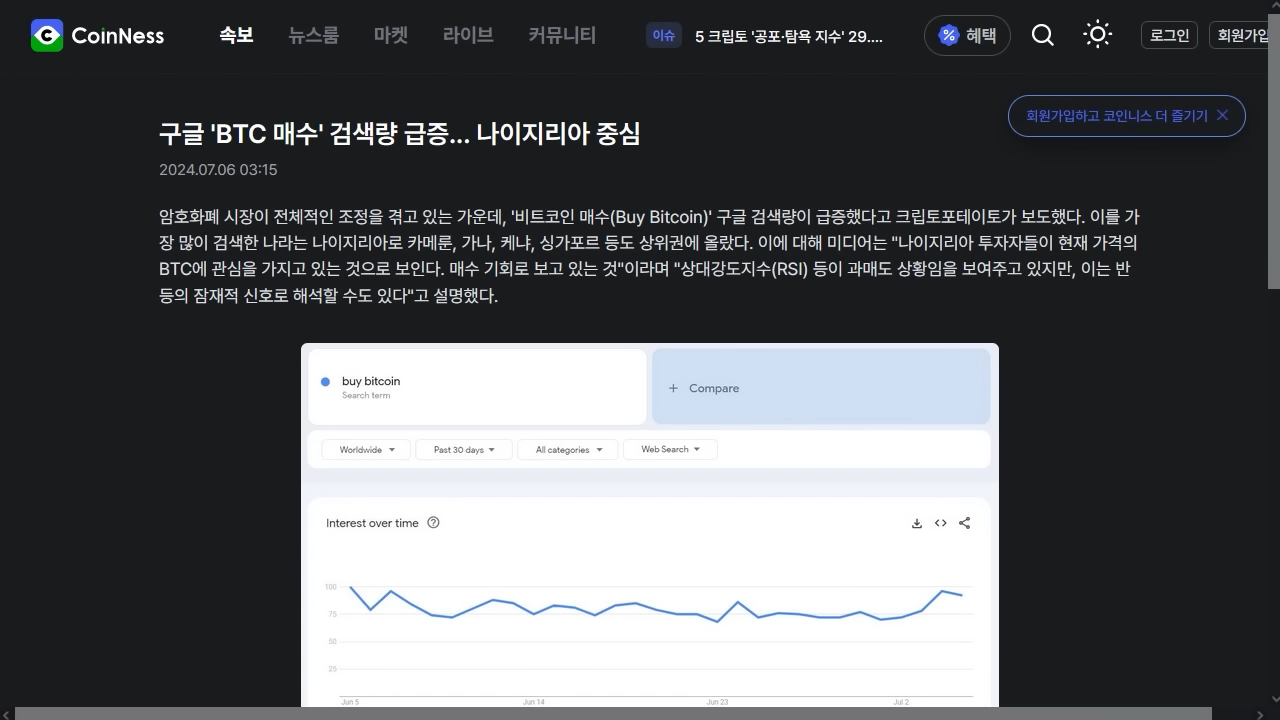 CoinNess 속보 뉴스룸 마켓 라이브 커뮤니티 이슈 5 크립토 '공포·탐욕 지수' 29.... 혜택 로그인 회원가입
회원가입하고 코인니스 더 즐기기
구글 'BTC 매수' 검색량 급증... 나이지리아 중심
2024.07.06 03:15
암호화폐 시장이 전체적인 조정을 겪고 있는 가운데, '비트코인 매수(Buy Bitcoin)' 구글 검색량이 급증했다고 크립토포테이토가 보도했다. 이를 가
장 많이 검색한 나라는 나이지리아로 카메룬, 가나, 케냐, 싱가포르 등도 상위권에 올랐다. 이에 대해 미디어는 "나이지리아 투자자들이 현재 가격의
BTC에 관심을 가지고 있는 것으로 보인다. 매수 기회로 보고 있는 것"이라며 "상대강도지수(RSI) 등이 과매도 상황임을 보여주고 있지만, 이는 반
등의 잠재적 신호로 해석할 수도 있다"고 설명했다.
buy bitcoin
Search term
+ Compare
Worldwide Past 30 days All categories Web Search
Interest over time
100
75
50
25
Jun 5 Jun 14 Jun 23 Jul 2